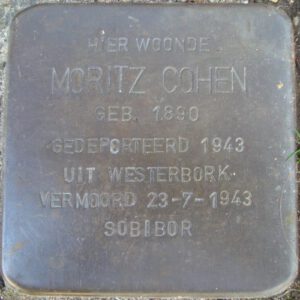 HIER WOONDE
MORITZ COHEN
GEB. 1890
GEDEPORTEERD 1943
UIT WESTERBORK
VERMOORD 23-7-1943
SOBIBOR